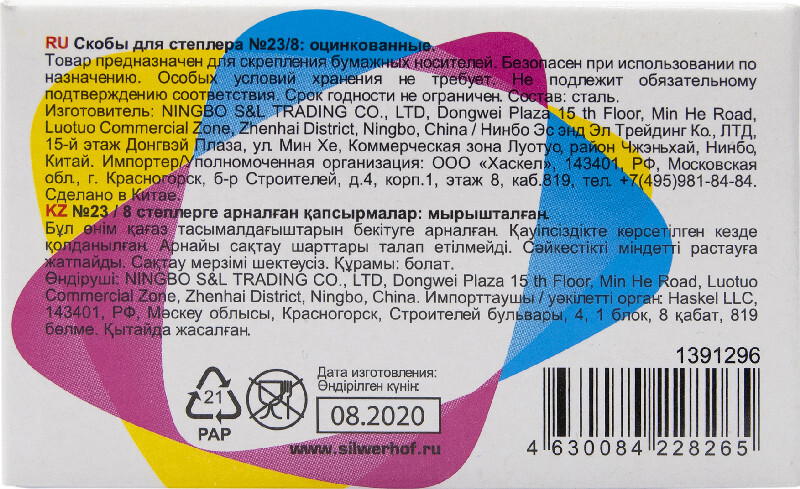 RU Скобы для степлера №23/8: оцинкованные.
Товар предназначен для скрепления бумажных носителей. Безопасен при использовании по
назначению. Особых условий хранения не требует. Не подлежит обязательному
подтверждению соответствия. Срок годности не ограничен. Состав: сталь.
Изготовитель: NINGBO S&L TRADING CO., LTD, Dongwei Plaza 15 th Floor, Min He Road,
Luotuo Commercial Zone, Zhenhai District, Ningbo, China / Нинбо Эс энд Эл Трейдинг Ко., ЛТД,
15-й этаж Донгвэй Плаза, ул. Мин Хе, Коммерческая зона Луотуо, район Чжэньхай, Нинбо,
Китай. Импортер/Уполномоченная организация: ООО «Хаскел», 143401, РФ, Московская
обл., г. Красногорск, б-р Строителей, д.4, корп.1, этаж 8, каб.819, тел. +7(495)981-84-84.
Сделано в Китае.
KZ №23 / 8 степлерге арналған қапсырмалар: мырышталған.
Бұл өнім қағаз тасымалдағыштарын бекітуге арналған. Қауіпсіздікте көрсетілген кезде
қолданылған. Арнайы сақтау шарттары талап етілмейді. Сәйкестікті міндетті растауға
жатпайды. Сақтау мерзімі шектеусіз. Құрамы: болат.
Өндіруші: NINGBO S&L TRADING CO., LTD, Dongwei Plaza 15 th Floor, Min He Road, Luotuo
Commercial Zone, Zhenhai District, Ningbo, China. Импорттаушы / уәкілетті орган: Haskel LLC,
143401, РФ, Мәскеу облысы, Красногорск, Строителей бульвары, 4, 1 блок, 8 қабат, 819
бөлме. Қытайда жасалған.
1391296
Дата изготовления:
Өндірілген күнін:
21
08.2020
PAP
www.silwerhof.ru
4 630084 228265